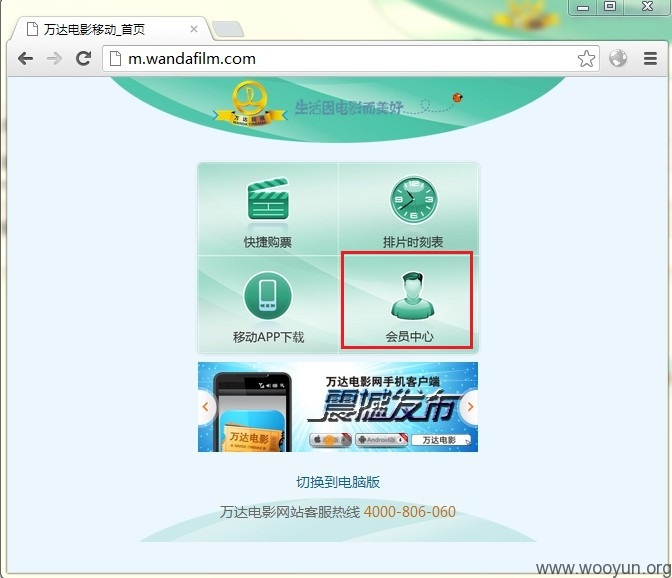 万达电影移动_首页
m.wandafilm.com
万达院线
WANDA CINEMA
生活因电影而美好
快捷购票
排片时刻表
移动APP下载
会员中心
万达电影网手机客户端
震撼发布
万达电影
Android版
万达电影
切换到电脑版
万达电影网站客服热线 4000-806-060
www.wooyun.org